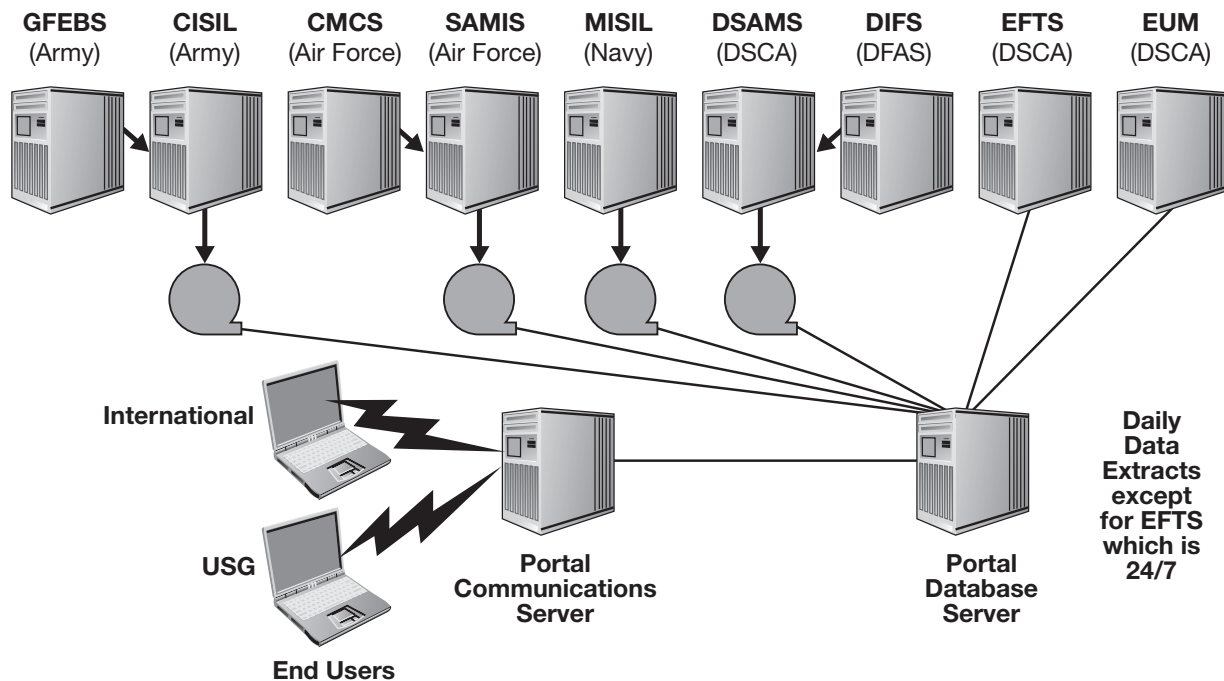 GFEBS
(Army)
CISIL
(Army)
CMCS
(Air Force)
SAMIS
(Air Force)
MISIL
(Navy)
DSAMS
(DSCA)
DIFS
(DFAS)
EFTS
(DSCA)
EUM
(DSCA)
International
USG
End Users
Portal
Communications
Server
Portal
Database
Server
Daily
Data
Extracts
except
for EFTS
which is
24/7